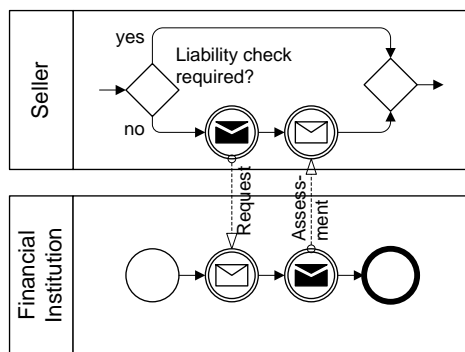 Seller
yes
Liability check
required?
no
Request
Assess-
ment
Financial
Institution